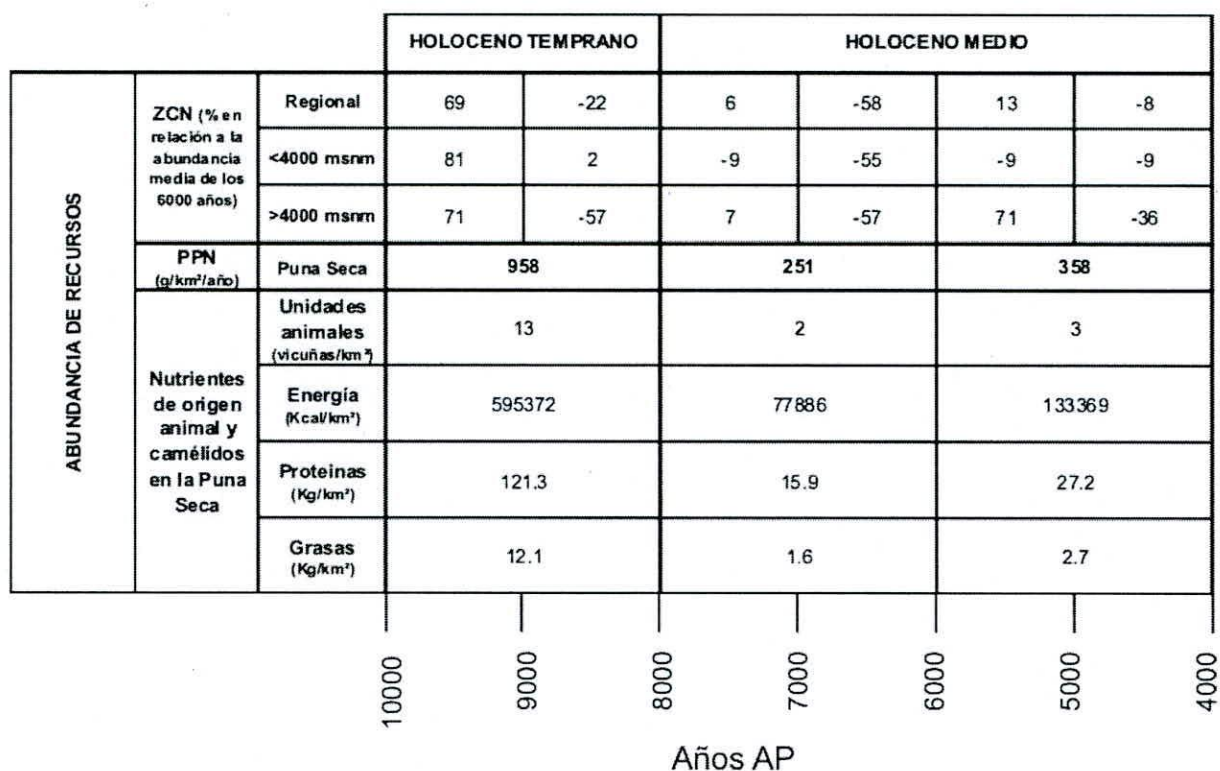 HOLOCENO TEMPRANO HOLOCENO MEDIO
ABUNDANCIA DE RECURSOS
ZCN (% en
relación a la
abundancia
media de los
6000 años)
Regional 69 -22 6 -58 13 -8
<4000 msnm 81 2 -9 -55 -9 -9
>4000 msnm 71 -57 7 -57 71 -36
PPN
(g/km²/año)
Puna Seca 958 251 358
Nutrientes
de origen
animal y
camélidos
en la Puna
Seca
Unidades
animales
(vicuñas/km²)
13 2 3
Energía
(Kcal/km²)
595372 77886 133369
Proteinas
(Kg/km²)
121.3 15.9 27.2
Grasas
(Kg/km²)
12.1 1.6 2.7
10000 9000 8000 7000 6000 5000 4000
Años AP